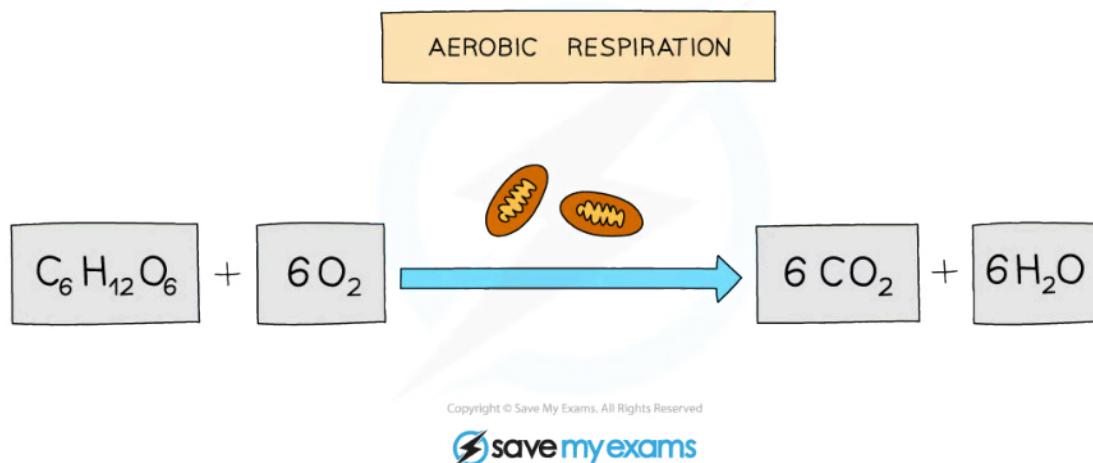 AEROBIC RESPIRATION
C₆H₁₂O₆ + 6O₂ 6CO₂ + 6H₂O
Copyright © Save My Exams. All Rights Reserved
save my exams